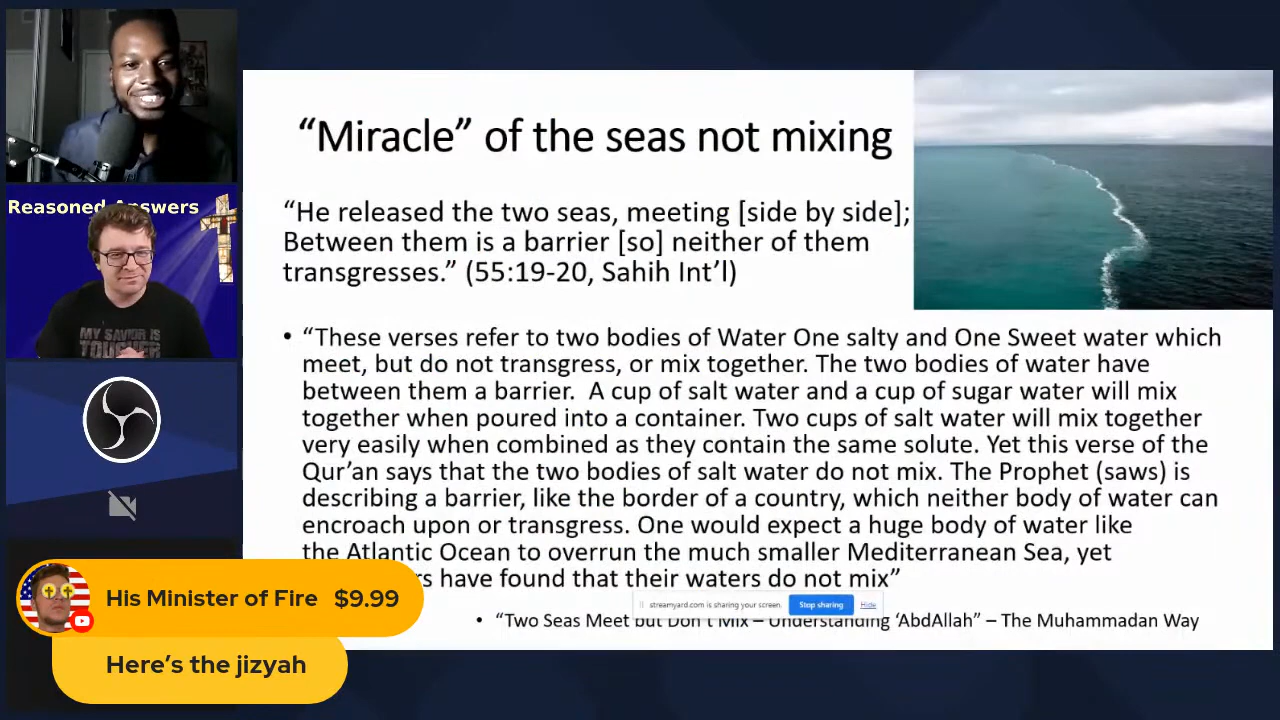 Reasoned Answers
MY SAVIOR IS
TOUGHER
“Miracle” of the seas not mixing
“He released the two seas, meeting [side by side];
Between them is a barrier [so] neither of them
transgresses.” (55:19-20, Sahih Int’l)
• “These verses refer to two bodies of Water One salty and One Sweet water which
meet, but do not transgress, or mix together. The two bodies of water have
between them a barrier.  A cup of salt water and a cup of sugar water will mix
together when poured into a container. Two cups of salt water will mix together
very easily when combined as they contain the same solute. Yet this verse of the
Qur’an says that the two bodies of salt water do not mix. The Prophet (saws) is
describing a barrier, like the border of a country, which neither body of water can
encroach upon or transgress. One would expect a huge body of water like
the Atlantic Ocean to overrun the much smaller Mediterranean Sea, yet
have found that their waters do not mix”
streamyard.com is sharing your screen. Stop sharing Hide
• “Two Seas Meet but Don’t Mix – Understanding ‘AbdAllah” – The Muhammadan Way
His Minister of Fire $9.99
Here’s the jizyah